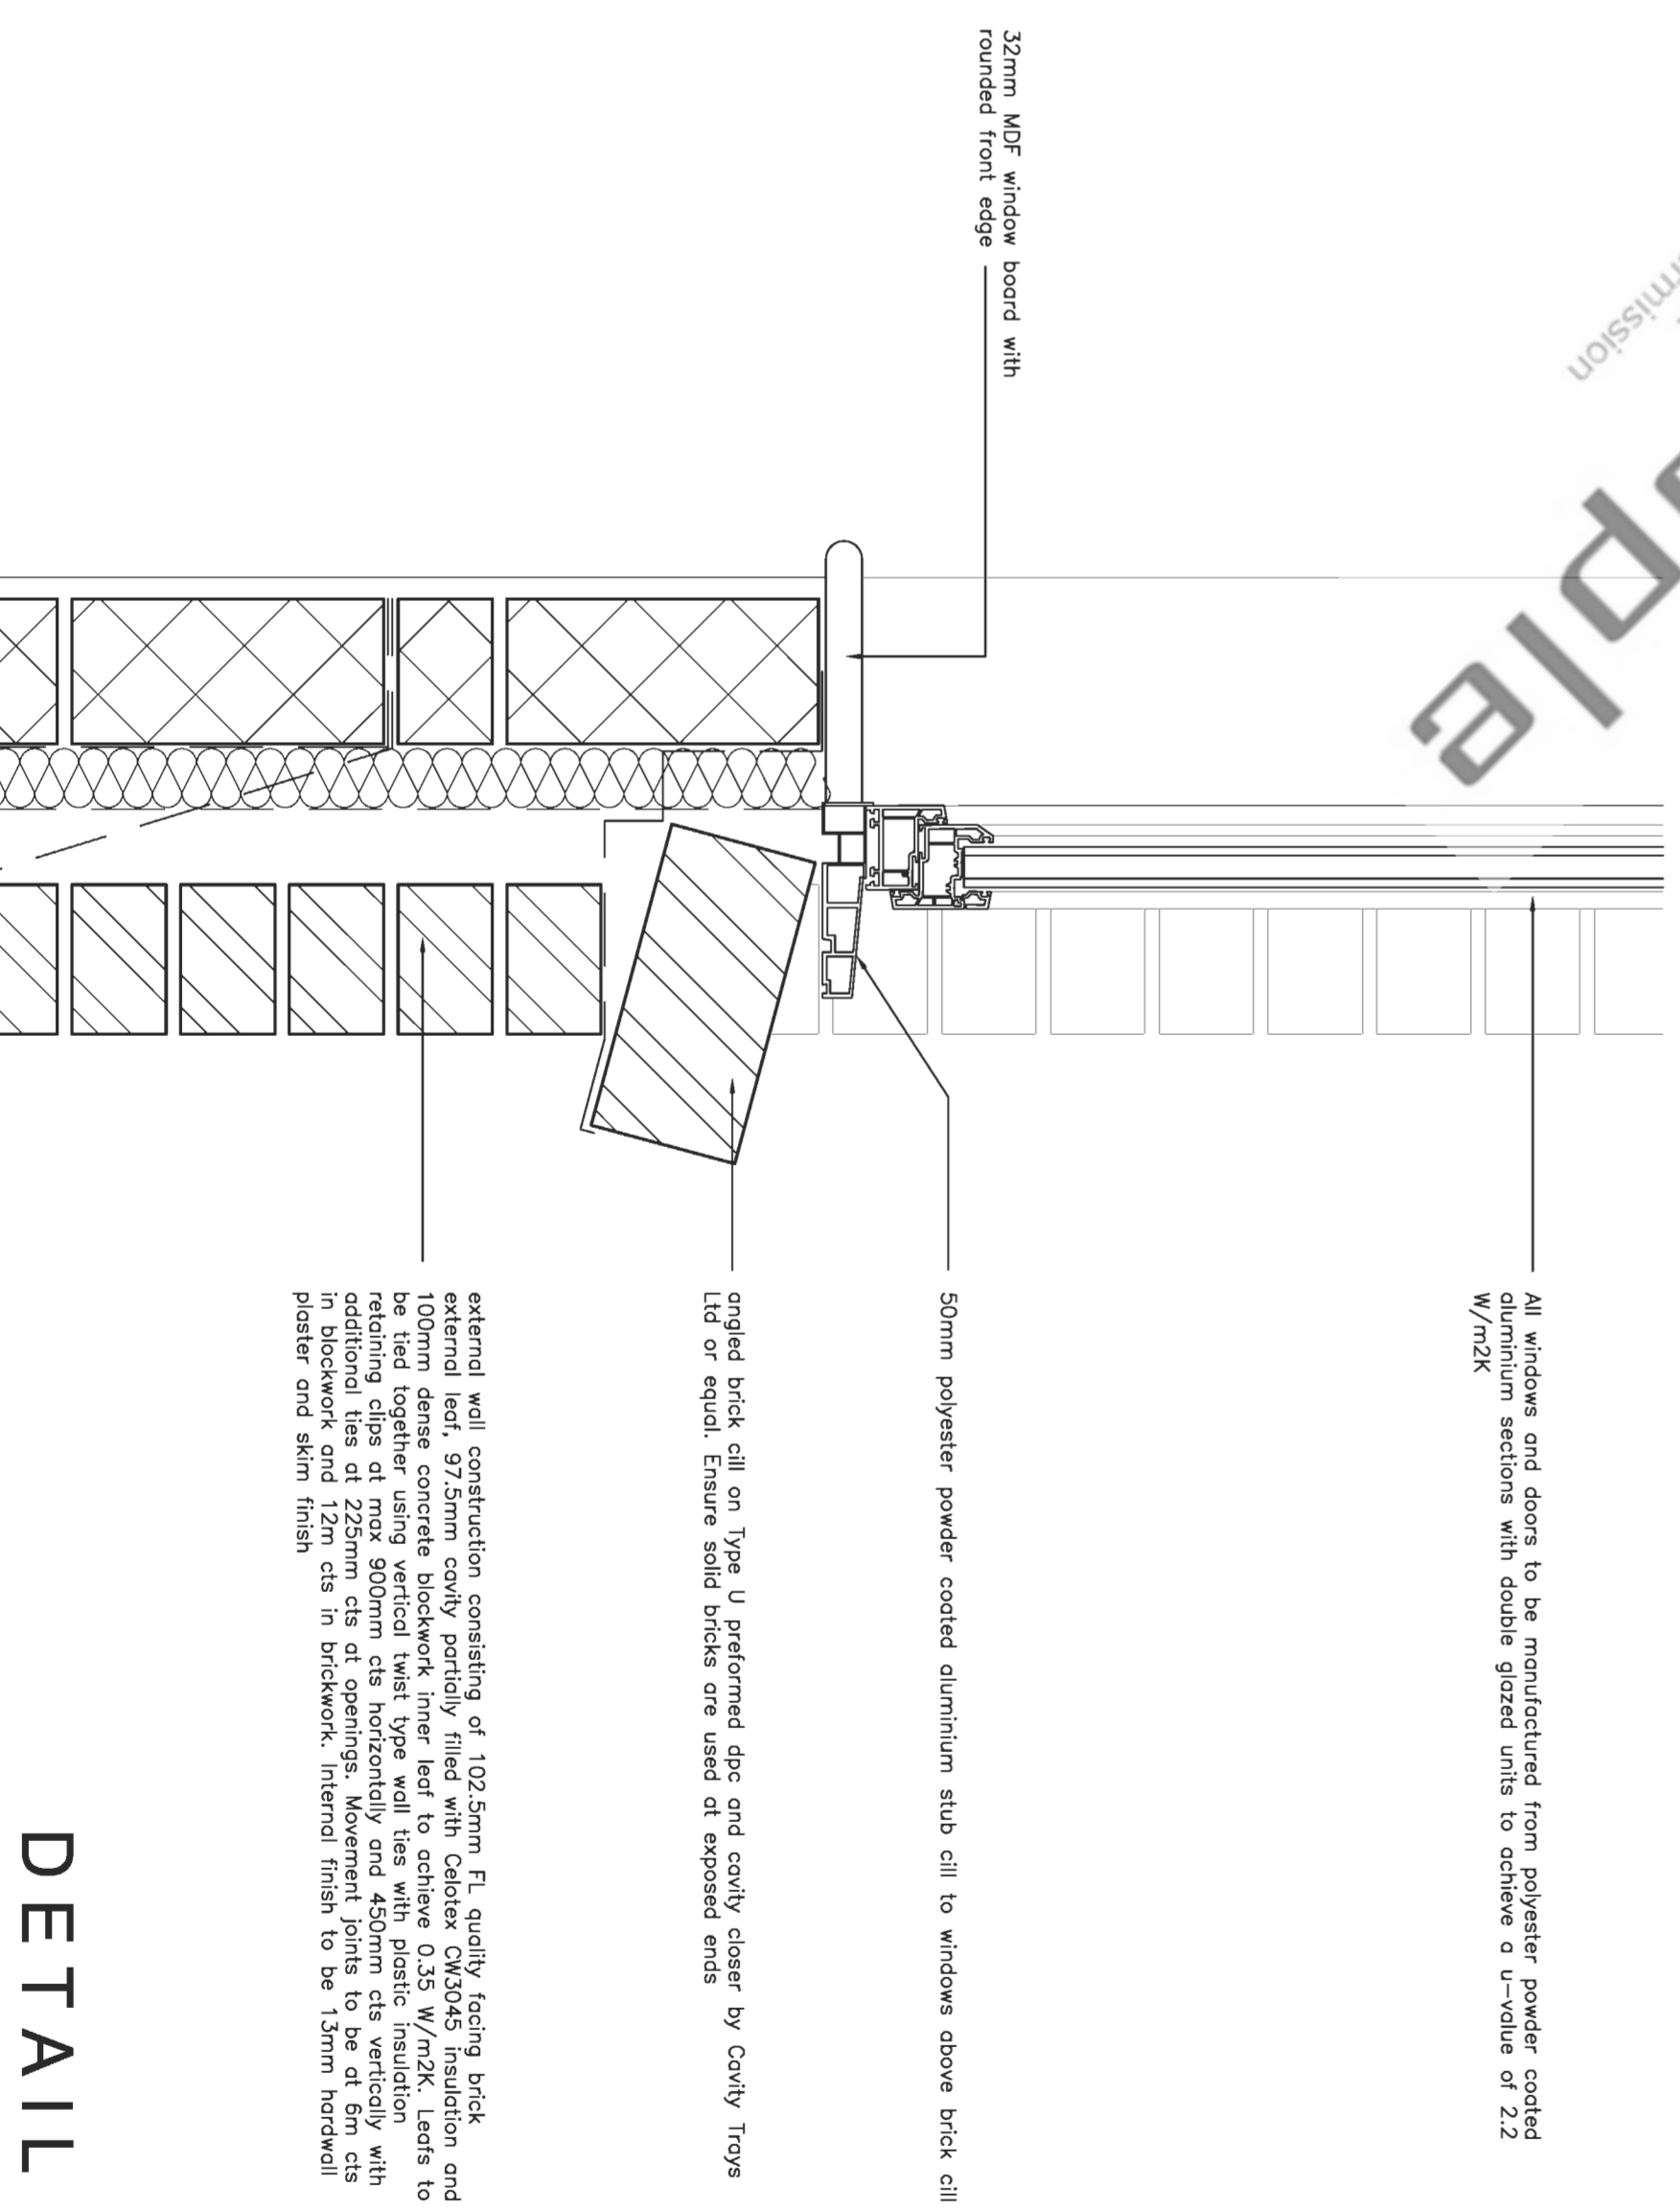 32mm MDF window board with
rounded front edge
All windows and doors to be manufactured from polyester powder coated
aluminium sections with double glazed units to achieve a u-value of 2.2
W/m2K
50mm polyester powder coated aluminium stub cill to windows above brick cill
angled brick cill on Type U preformed dpc and cavity closer by Cavity Trays
Ltd or equal. Ensure solid bricks are used at exposed ends
external wall construction consisting of 102.5mm FL quality facing brick
external leaf, 97.5mm cavity partially filled with Celotex CW3045 insulation and
100mm dense concrete blockwork inner leaf to achieve 0.35 W/m2K. Leafs to
be tied together using vertical twist type wall ties with plastic insulation
retaining clips at max 900mm cts horizontally and 450mm cts vertically with
additional ties at 225mm cts at openings. Movement joints to be at 6m cts
in blockwork and 12m cts in brickwork. Internal finish to be 13mm hardwall
plaster and skim finish
DETAIL